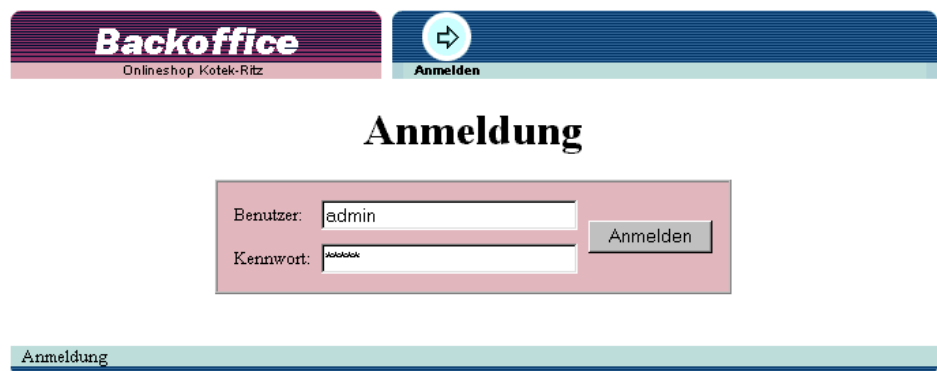 Backoffice
Onlineshop Kotek-Ritz
Anmelden
Anmeldung
Benutzer: admin
Anmelden
Kennwort: *****
Anmeldung